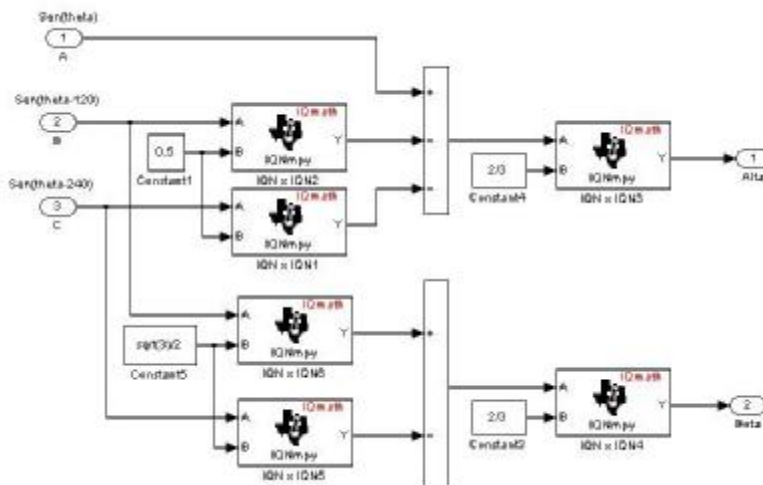 Sen(theta)
1
A
Sen(theta-120)
2
B
Sen(theta-240)
3
C
0.5
Constant1
IQmath
A
B
Y
IQNmpy
IQN x IQN2
IQmath
A
B
Y
IQNmpy
IQN x IQN1
+
-
-
2/3
Constant4
IQmath
A
B
Y
IQNmpy
IQN x IQN3
1
Alfa
sqrt(3)/2
Constant5
IQmath
A
B
Y
IQNmpy
IQN x IQN6
IQmath
A
B
Y
IQNmpy
IQN x IQN5
+
-
2/3
IQmath
A
B
Y
IQNmpy
IQN x IQN4
2
Beta